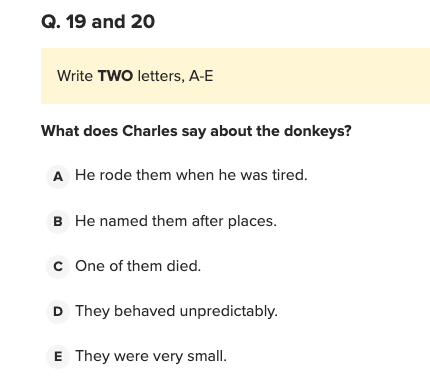 Q. 19 and 20
Write TWO letters, A-E
What does Charles say about the donkeys?
A He rode them when he was tired.
B He named them after places.
C One of them died.
D They behaved unpredictably.
E They were very small.